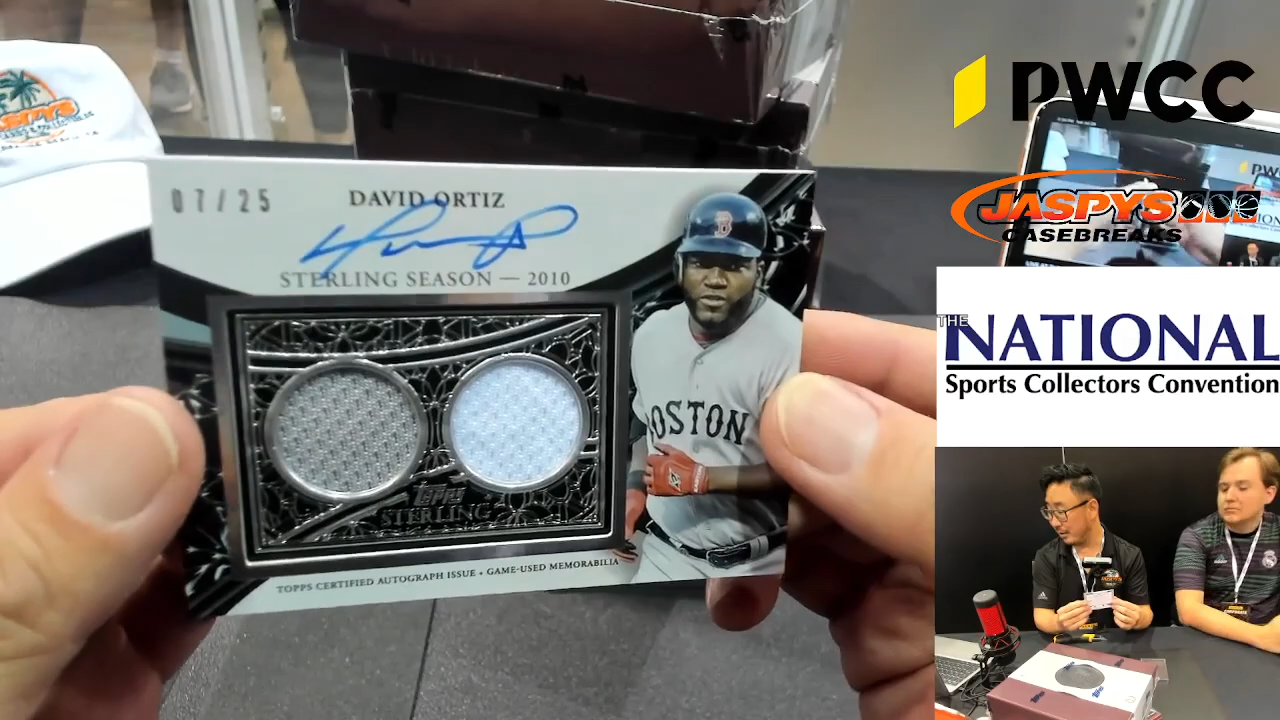 JASPYS
07/25
DAVID ORTIZ
STERLING SEASON — 2010
B
BOSTON
TOPPS
STERLING
TOPPS CERTIFIED AUTOGRAPH ISSUE • GAME-USED MEMORABILIA
PWCC
JASPYS
CASEBREAKS
THE
NATIONAL
Sports Collectors Convention